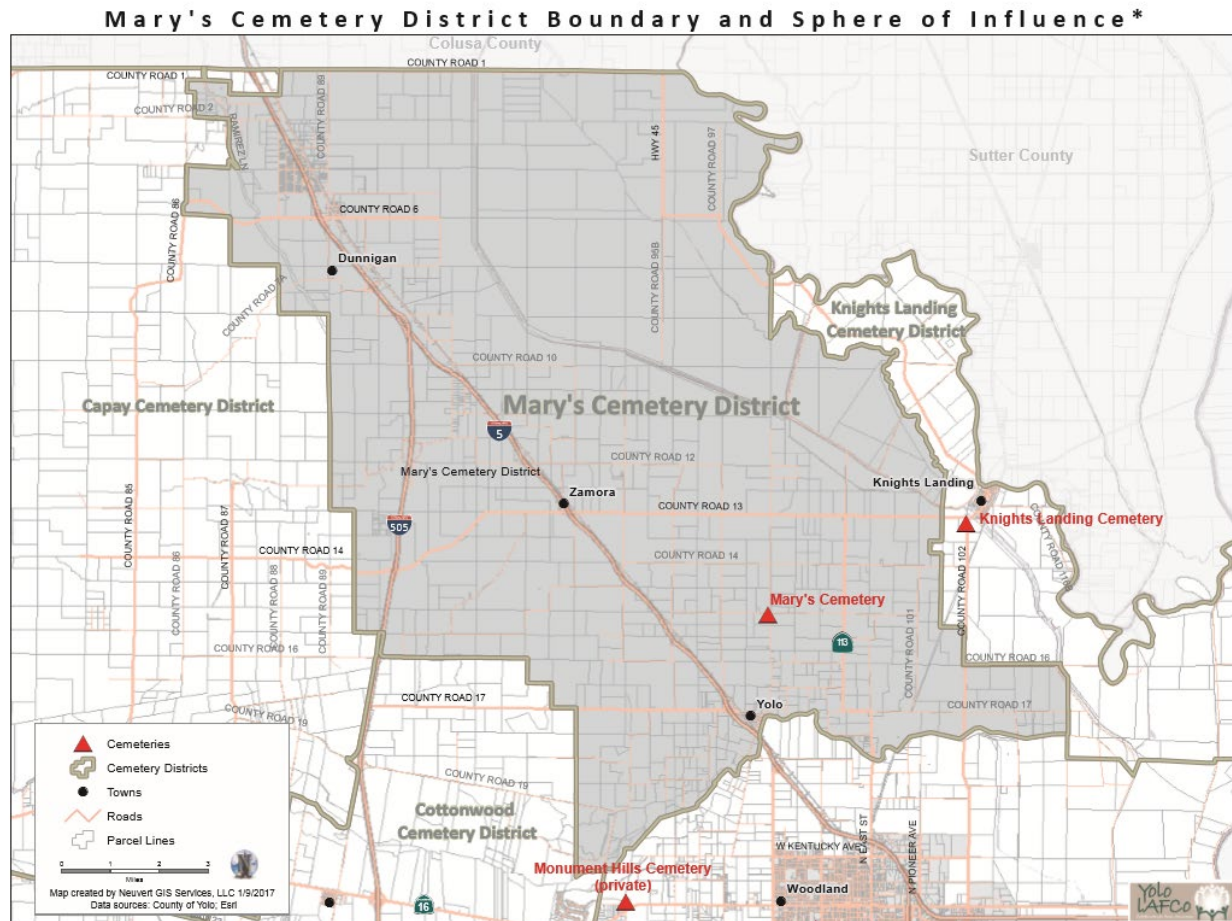 Mary's Cemetery District Boundary and Sphere of Influence*
Colusa County
COUNTY ROAD 1
COUNTY ROAD 1
COUNTY ROAD 2
RAMIREZ LN
COUNTY ROAD 89
HWY 45
COUNTY ROAD 97
Sutter County
COUNTY ROAD 86
COUNTY ROAD 6
Dunnigan
COUNTY ROAD 95B
Knights Landing
Cemetery District
COUNTY ROAD 10
Capay Cemetery District
Mary's Cemetery District
5
Mary's Cemetery District
COUNTY ROAD 12
Knights Landing
Zamora
COUNTY ROAD 13
Knights Landing Cemetery
505
COUNTY ROAD 85
COUNTY ROAD 87
COUNTY ROAD 14
COUNTY ROAD 14
COUNTY ROAD 86
COUNTY ROAD 88
COUNTY ROAD 89
COUNTY ROAD 102
Mary's Cemetery
COUNTY ROAD 101
113
COUNTY ROAD 16
COUNTY ROAD 16
COUNTY ROAD 17
COUNTY ROAD 17
Yolo
COUNTY ROAD 19
COUNTY ROAD 19
Cottonwood
Cemetery District
Cemeteries
Cemetery Districts
Towns
Roads
Parcel Lines
0 1 2 3
Miles
Map created by Neuvert GIS Services, LLC 1/9/2017
Data sources: County of Yolo; Esri
W KENTUCKY AVE
N EAST ST
N PIONEER AVE
Monument Hills Cemetery
(private)
Woodland
16
Yolo
LAFCO